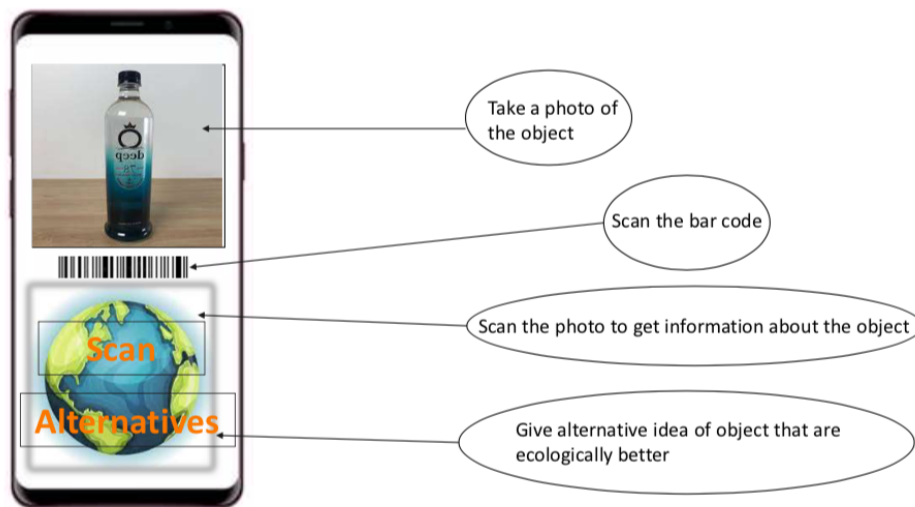 Take a photo of
the object
deep
Scan the bar code
Scan the photo to get information about the object
Scan
Alternatives
Give alternative idea of object that are
ecologically better